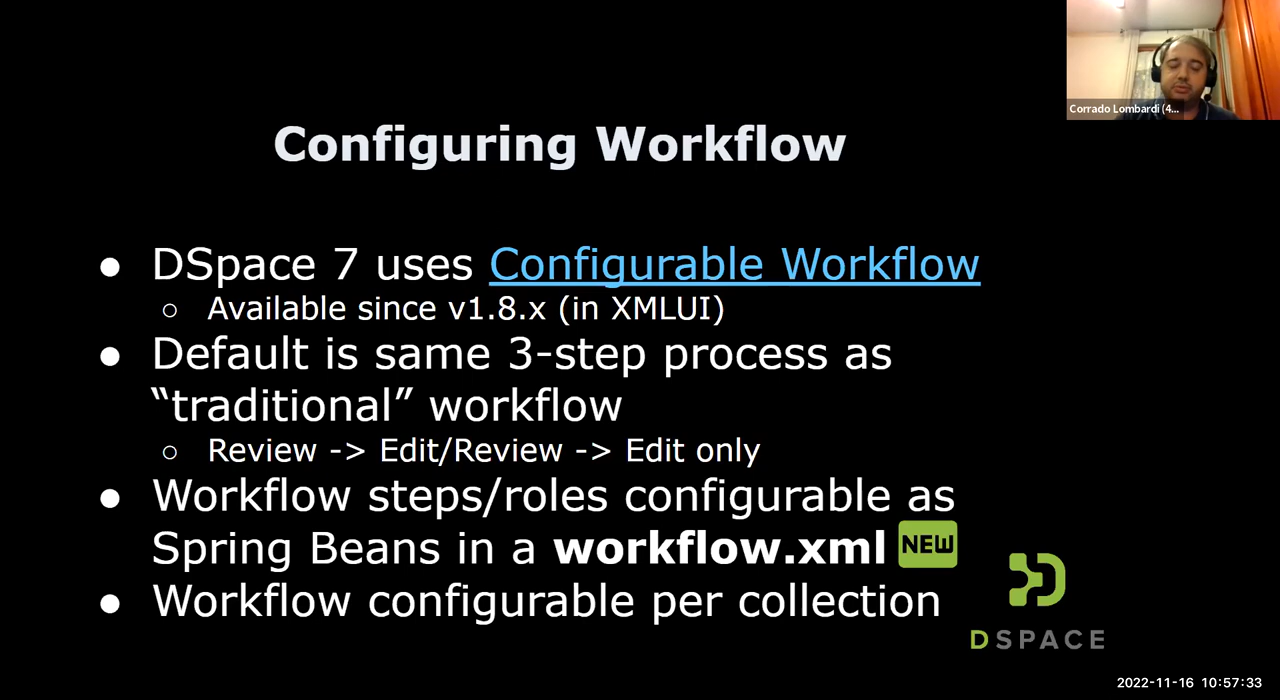 Corrado Lombardi (4...
Configuring Workflow
● DSpace 7 uses Configurable Workflow
○ Available since v1.8.x (in XMLUI)
● Default is same 3-step process as
“traditional” workflow
○ Review -> Edit/Review -> Edit only
● Workflow steps/roles configurable as
Spring Beans in a workflow.xml NEW
● Workflow configurable per collection
DSPACE
2022-11-16 10:57:33